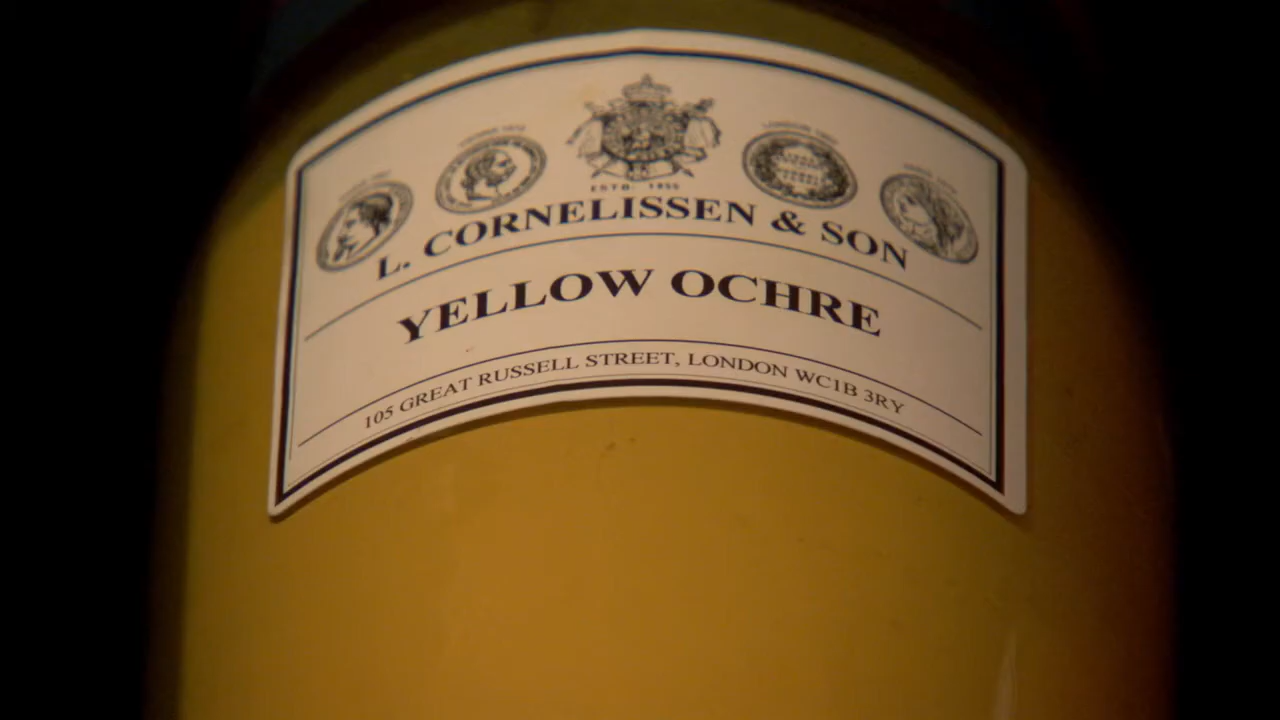 ESTD. 1855
L. CORNELISSEN & SON
YELLOW OCHRE
105 GREAT RUSSELL STREET, LONDON WC1B 3RY